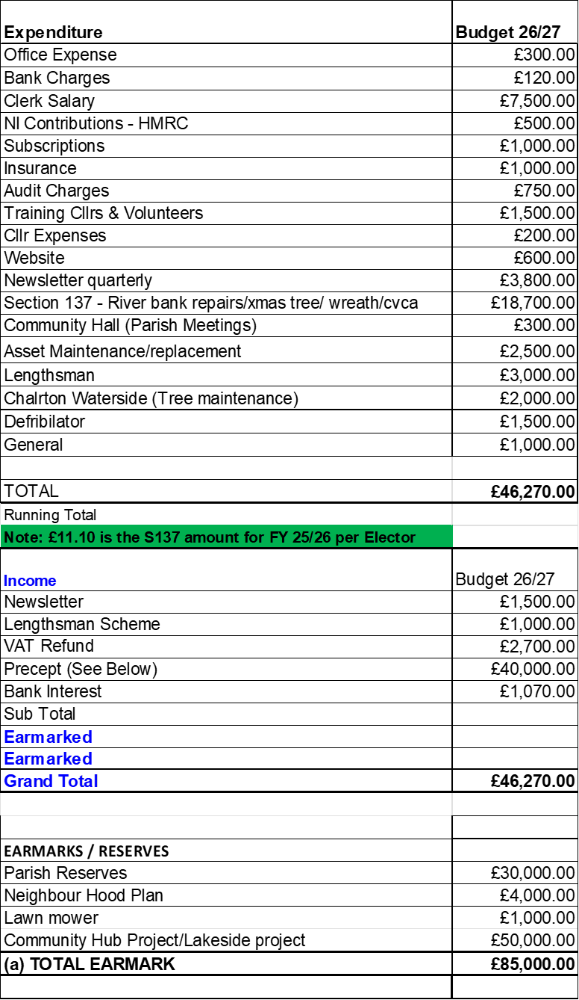 Expenditure Budget 26/27
Office Expense £300.00
Bank Charges £120.00
Clerk Salary £7,500.00
NI Contributions - HMRC £500.00
Subscriptions £1,000.00
Insurance £1,000.00
Audit Charges £750.00
Training Cllrs & Volunteers £1,500.00
Cllr Expenses £200.00
Website £600.00
Newsletter quarterly £3,800.00
Section 137 - River bank repairs/xmas tree/ wreath/cvca £18,700.00
Community Hall (Parish Meetings) £300.00
Asset Maintenance/replacement £2,500.00
Lengthsman £3,000.00
Chalrton Waterside (Tree maintenance) £2,000.00
Defribilator £1,500.00
General £1,000.00
TOTAL £46,270.00
Running Total
Note: £11.10 is the S137 amount for FY 25/26 per Elector
Income Budget 26/27
Newsletter £1,500.00
Lengthsman Scheme £1,000.00
VAT Refund £2,700.00
Precept (See Below) £40,000.00
Bank Interest £1,070.00
Sub Total
Earmarked
Earmarked
Grand Total £46,270.00
EARMARKS / RESERVES
Parish Reserves £30,000.00
Neighbour Hood Plan £4,000.00
Lawn mower £1,000.00
Community Hub Project/Lakeside project £50,000.00
(a) TOTAL EARMARK £85,000.00